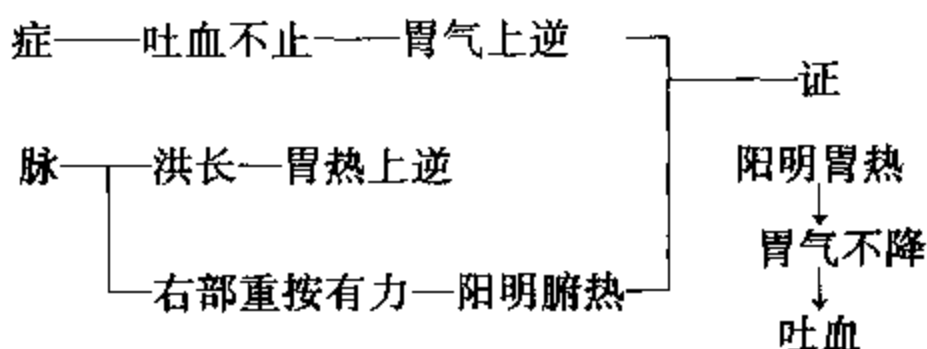 症 吐血不止 胃气上逆
证
脉 洪长 胃热上逆
阳明胃热
胃气不降
右部重按有力 阳明腑热
吐血